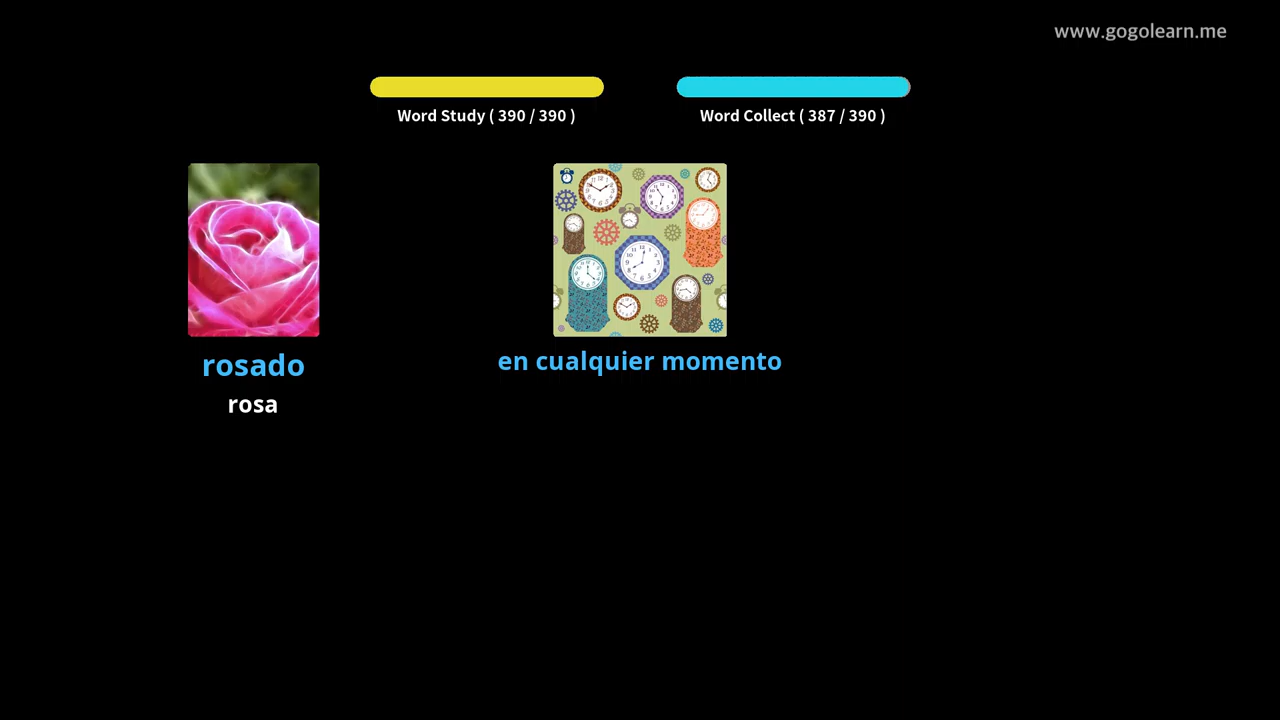 www.gogolearn.me
Word Study ( 390 / 390 )
Word Collect ( 387 / 390 )
rosado
rosa
en cualquier momento